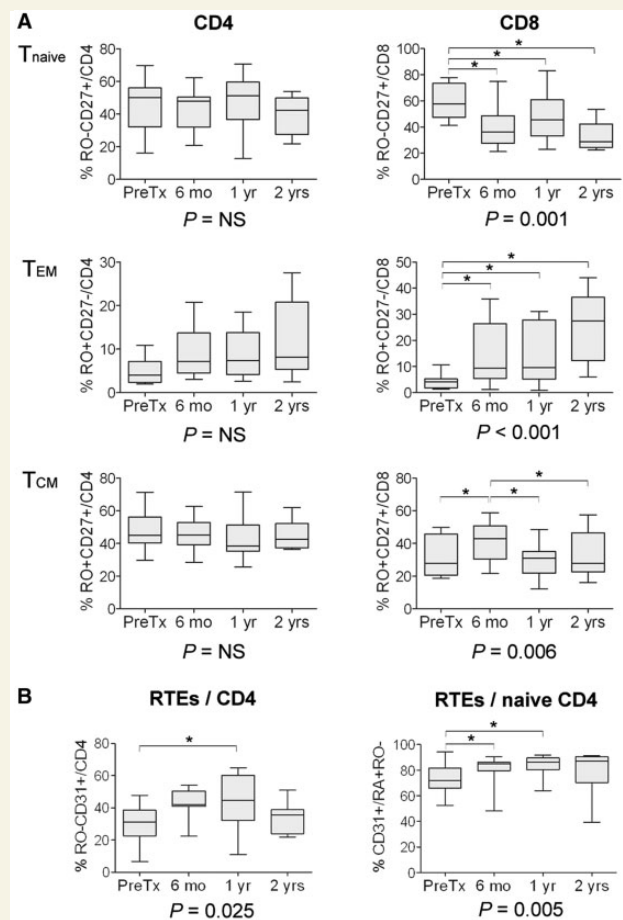 A
CD4
CD8
Tnaive
% RO-CD27+/CD4
80
60
40
20
0
PreTx 6 mo 1 yr 2 yrs
P = NS
% RO-CD27+/CD8
100
80
60
40
20
0
* * *
PreTx 6 mo 1 yr 2 yrs
P = 0.001
TEM
% RO+CD27-/CD4
30
20
10
0
PreTx 6 mo 1 yr 2 yrs
P = NS
% RO+CD27-/CD8
50
40
30
20
10
0
* * *
PreTx 6 mo 1 yr 2 yrs
P < 0.001
TCM
% RO+CD27+/CD4
80
60
40
20
0
PreTx 6 mo 1 yr 2 yrs
P = NS
% RO+CD27+/CD8
80
60
40
20
0
* * *
PreTx 6 mo 1 yr 2 yrs
P = 0.006
B
RTEs / CD4
% RO-CD31+/CD4
80
60
40
20
0
*
PreTx 6 mo 1 yr 2 yrs
P = 0.025
RTEs / naive CD4
% CD31+/RA+RO-
100
80
60
40
20
0
* *
PreTx 6 mo 1 yr 2 yrs
P = 0.005